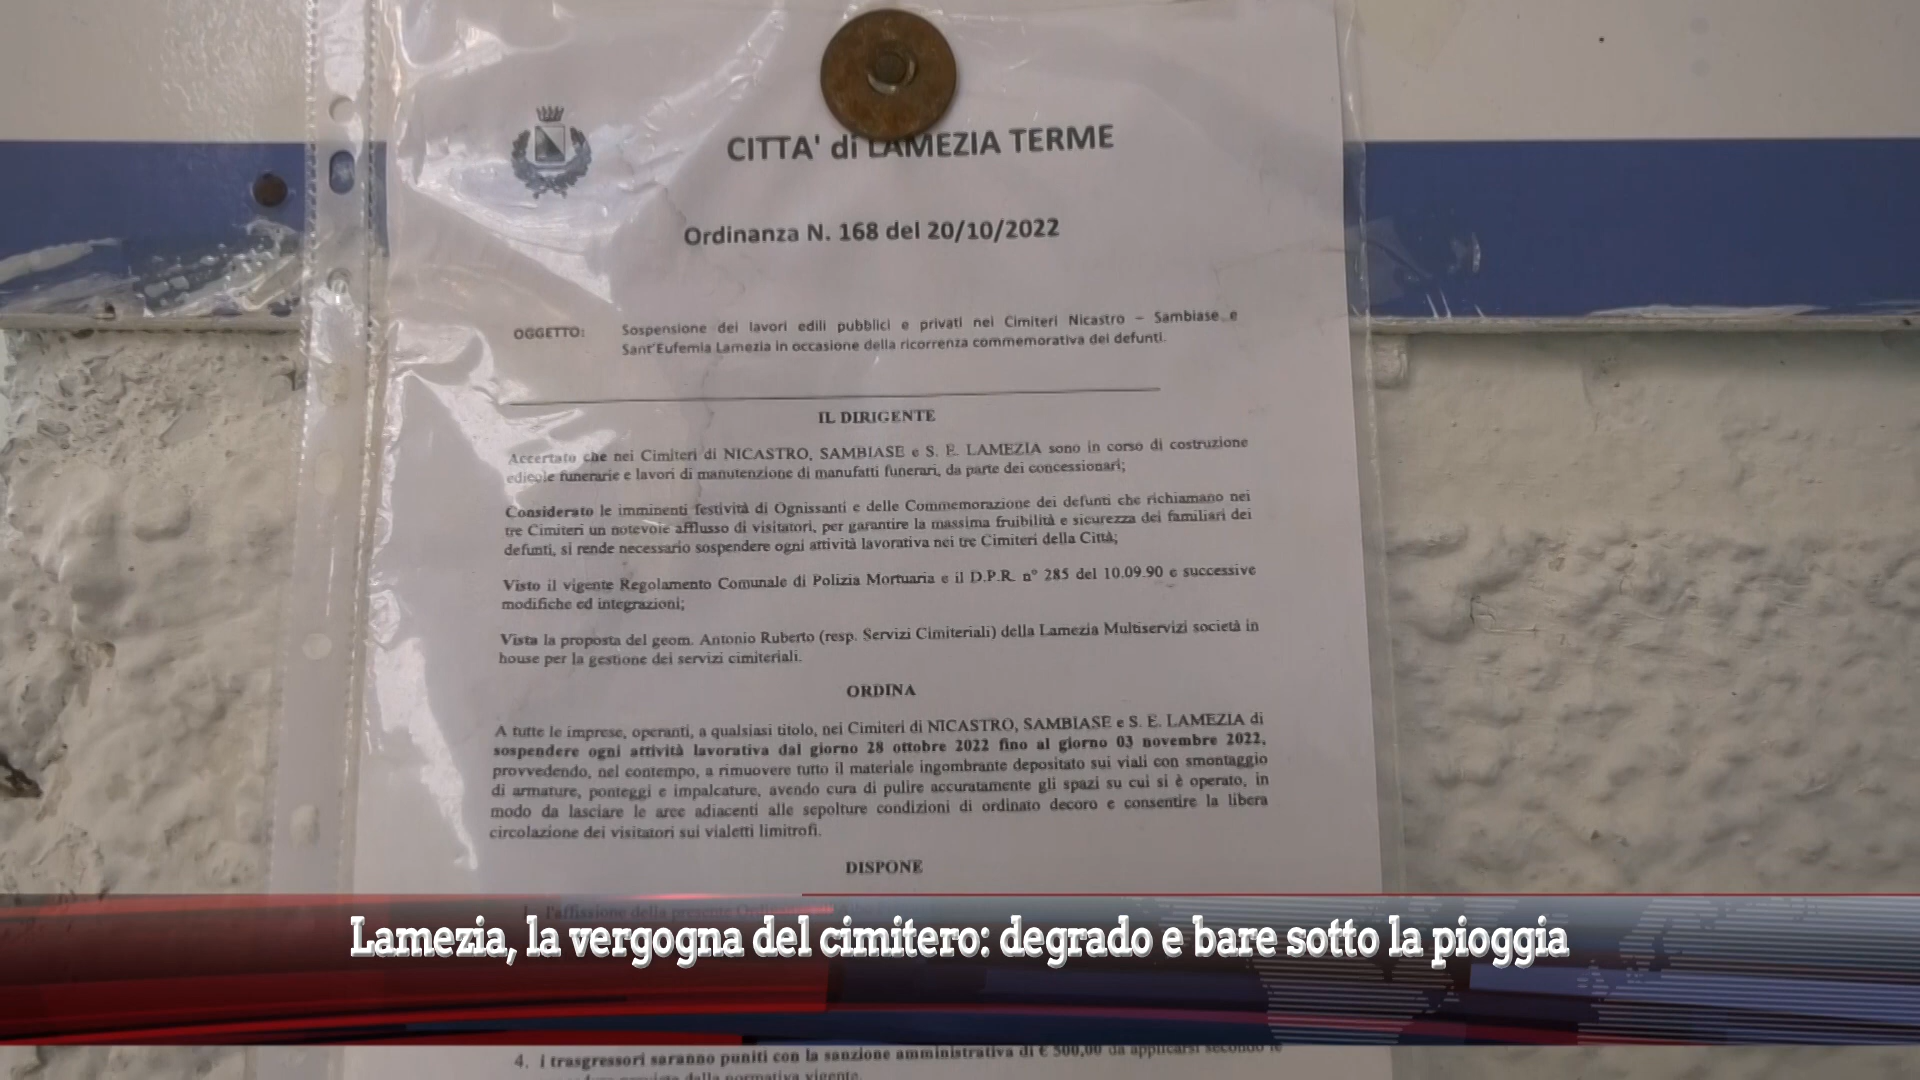 CITTA' di LAMEZIA TERME
Ordinanza N. 168 del 20/10/2022
OGGETTO: Sospensione dei lavori edili pubblici e privati nei Cimiteri Nicastro – Sambiase e
Sant'Eufemia Lamezia in occasione della ricorrenza commemorativa dei defunti.
IL DIRIGENTE
Accertato che nei Cimiteri di NICASTRO, SAMBIASE e S. E. LAMEZIA sono in corso di costruzione
edicole funerarie e lavori di manutenzione di manufatti funerari, da parte dei concessionari;
Considerato le imminenti festività di Ognissanti e delle Commemorazione dei defunti che richiamano nei
tre Cimiteri un notevole afflusso di visitatori, per garantire la massima fruibilità e sicurezza dei familiari dei
defunti, si rende necessario sospendere ogni attività lavorativa nei tre Cimiteri della Città;
Visto il vigente Regolamento Comunale di Polizia Mortuaria e il D.P.R. n° 285 del 10.09.90 e successive
modifiche ed integrazioni;
Vista la proposta del geom. Antonio Ruberto (resp. Servizi Cimiteriali) della Lamezia Multiservizi società in
house per la gestione dei servizi cimiteriali.
ORDINA
A tutte le imprese, operanti, a qualsiasi titolo, nei Cimiteri di NICASTRO, SAMBIASE e S. E. LAMEZIA di
sospendere ogni attività lavorativa dal giorno 28 ottobre 2022 fino al giorno 03 novembre 2022,
provvedendo, nel contempo, a rimuovere tutto il materiale ingombrante depositato sui viali con smontaggio
di armature, ponteggi e impalcature, avendo cura di pulire accuratamente gli spazi su cui si è operato, in
modo da lasciare le aree adiacenti alle sepolture condizioni di ordinato decoro e consentire la libera
circolazione dei visitatori sui vialetti limitrofi.
DISPONE
l'affissione della presente
Lamezia, la vergogna del cimitero: degrado e bare sotto la pioggia
4. i trasgressori saranno puniti con la sanzione amministrativa di € 500,00 da applicarsi secondo le
dalla normativa vigente.